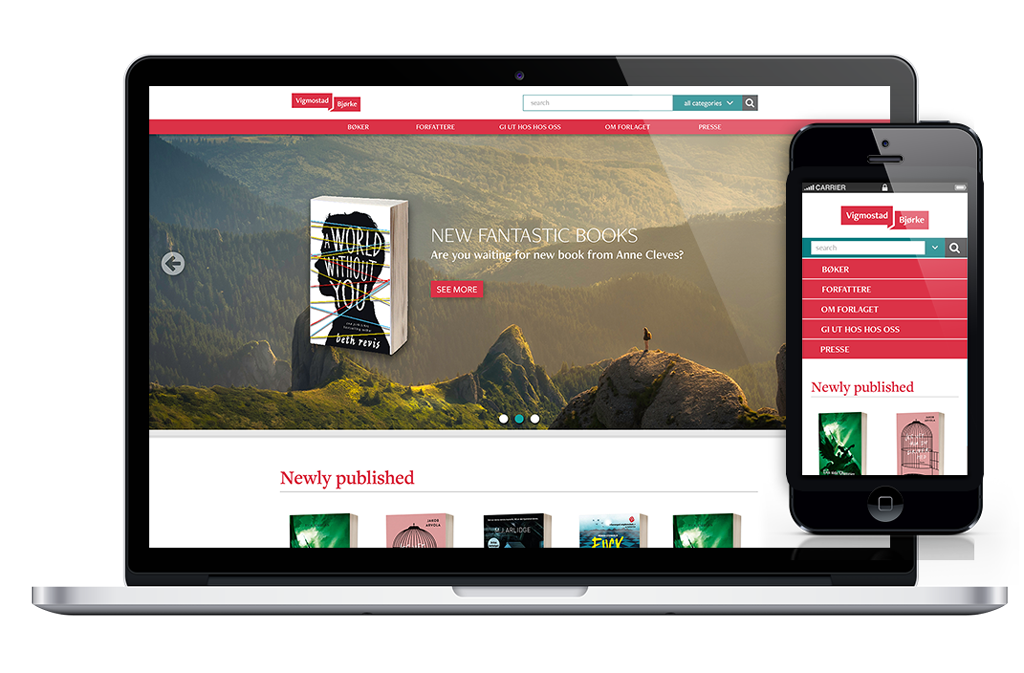 Vigmostad
Bjørke
search
all categories
BØKER
FORFATTERE
GI UT HOS HOS OSS
OM FORLAGET
PRESSE
A WORLD
WITHOUT
YOU
beth revis
NEW FANTASTIC BOOKS
Are you waiting for new book from Anne Cleves?
SEE MORE
Newly published
JAKOB
ARVOLA
M J ARLIDGE
FUCK
CARRIER
Vigmostad
Bjørke
search
BØKER
FORFATTERE
OM FORLAGET
GI UT HOS HOS OSS
PRESSE
Newly published
JAKOB
ARVOLA